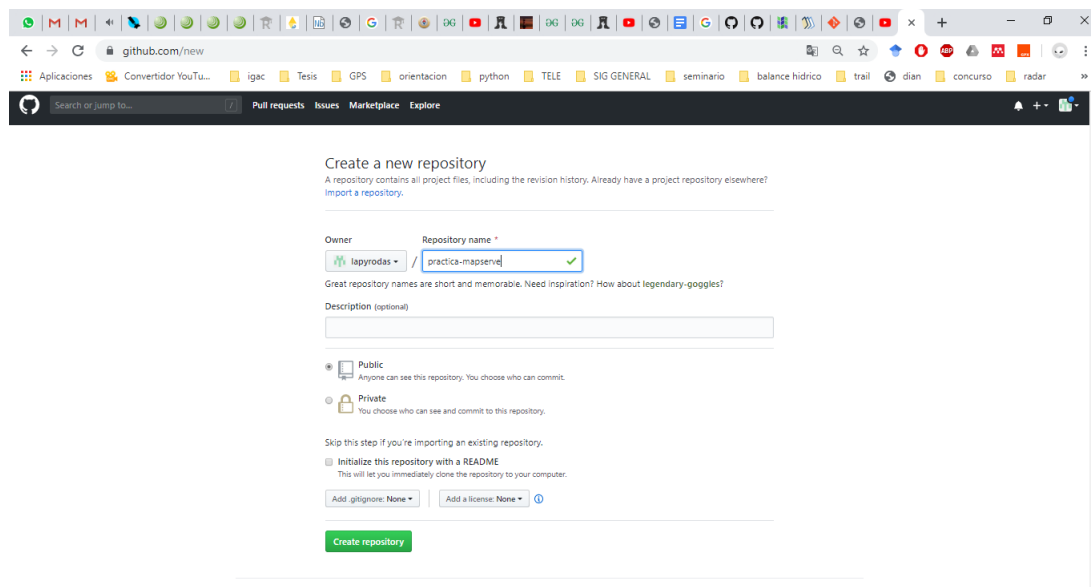 github.com/new
Aplicaciones Convertidor YouTu... igac Tesis GPS orientacion python TELE SIG GENERAL seminario balance hidrico trail dian concurso radar »
Search or jump to... / Pull requests Issues Marketplace Explore
Create a new repository
A repository contains all project files, including the revision history. Already have a project repository elsewhere?
Import a repository.
Owner Repository name *
lapyrodas / practica-mapserve
Great repository names are short and memorable. Need inspiration? How about legendary-goggles?
Description (optional)
Public
Anyone can see this repository. You choose who can commit.
Private
You choose who can see and commit to this repository.
Skip this step if you're importing an existing repository.
Initialize this repository with a README
This will let you immediately clone the repository to your computer.
Add .gitignore: None Add a license: None
Create repository